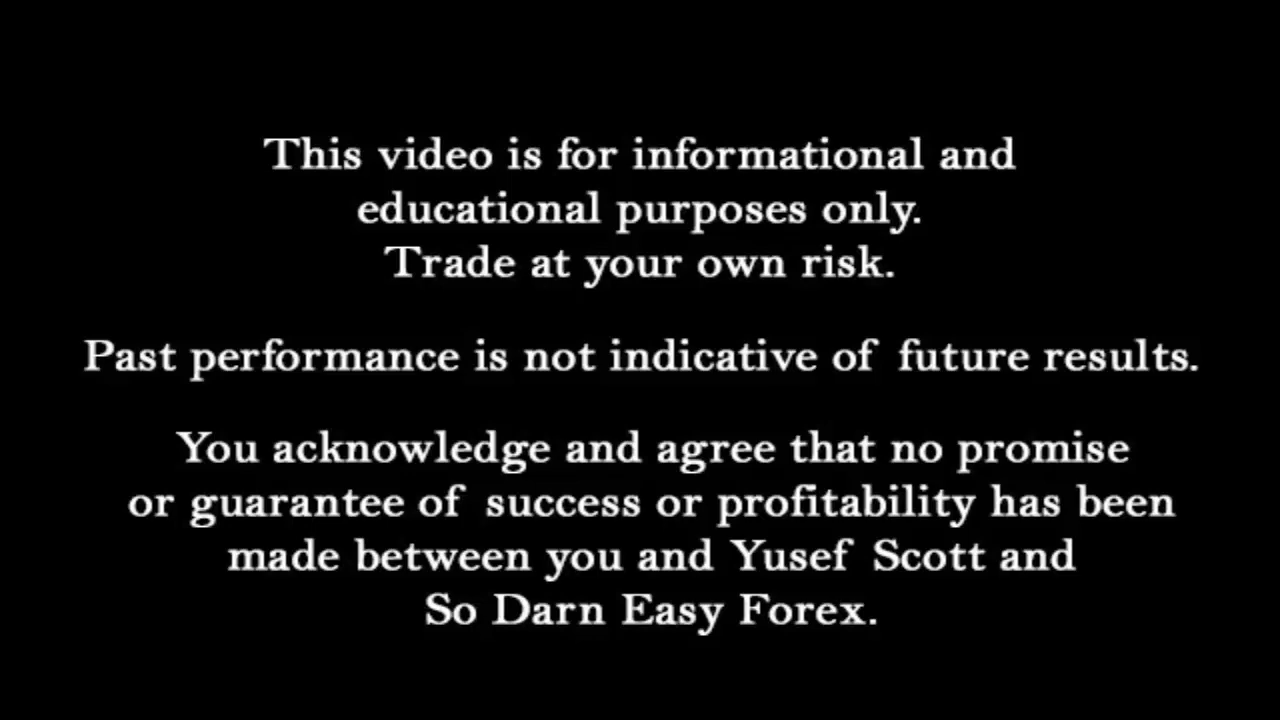 This video is for informational and
educational purposes only.
Trade at your own risk.
Past performance is not indicative of future results.
You acknowledge and agree that no promise
or guarantee of success or profitability has been
made between you and Yusef Scott and
So Darn Easy Forex.